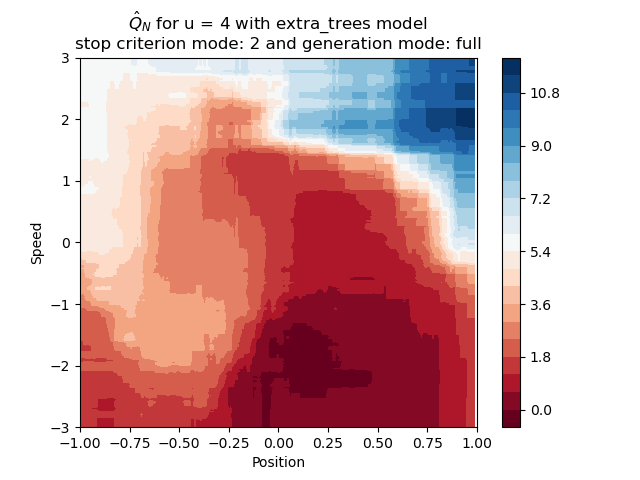 Q̂_N for u = 4 with extra_trees model
stop criterion mode: 2 and generation mode: full
3
2
1
0
−1
−2
−3
Speed
−1.00 −0.75 −0.50 −0.25 0.00 0.25 0.50 0.75 1.00
Position
10.8
9.0
7.2
5.4
3.6
1.8
0.0